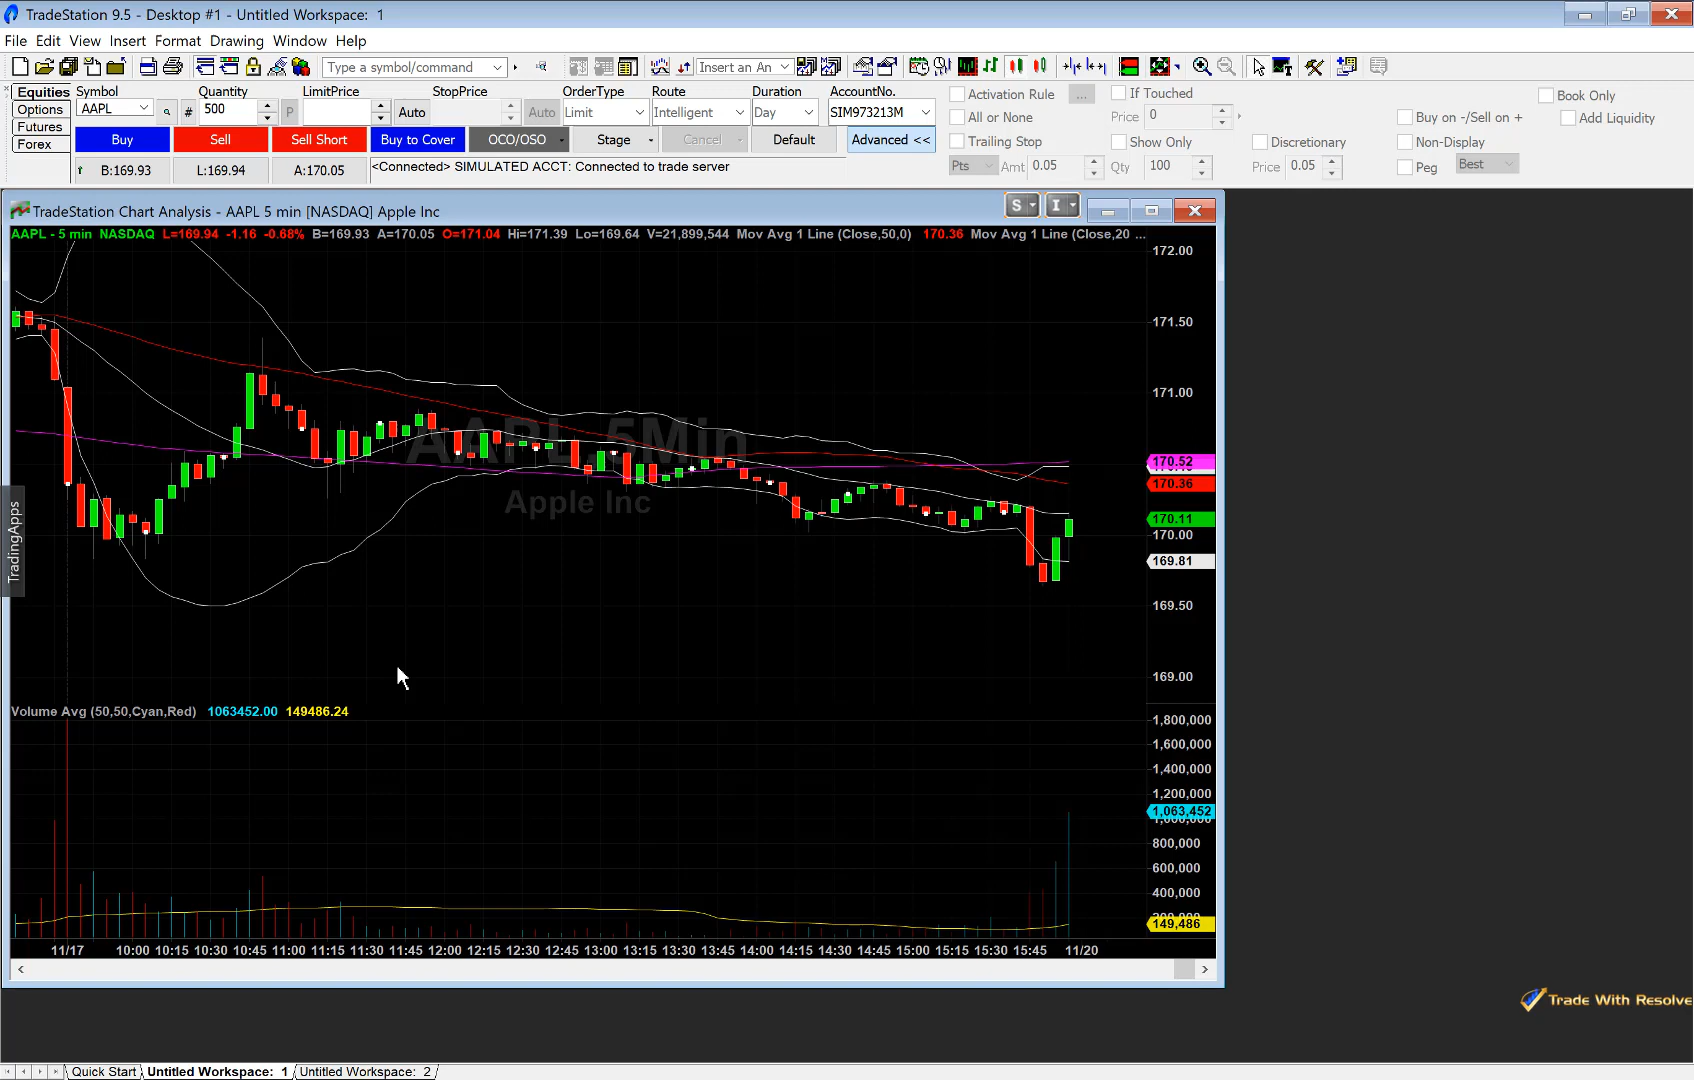 TradeStation 9.5 - Desktop #1 - Untitled Workspace: 1
File Edit View Insert Format Drawing Window Help
Type a symbol/command
Insert an An
Equities Symbol Quantity LimitPrice StopPrice OrderType Route Duration AccountNo.
Options AAPL # 500 P Auto Auto Limit Intelligent Day SIM973213M
Futures
Forex
Buy Sell Sell Short Buy to Cover OCO/OSO Stage Cancel Default Advanced <<
B:169.93 L:169.94 A:170.05 <Connected> SIMULATED ACCT: Connected to trade server
Activation Rule ... If Touched Book Only
All or None Price 0 Buy on -/Sell on + Add Liquidity
Trailing Stop Show Only Discretionary Non-Display
Pts Amt 0.05 Qty 100 Price 0.05 Peg Best
TradeStation Chart Analysis - AAPL 5 min [NASDAQ] Apple Inc
S I
AAPL - 5 min NASDAQ L=169.94 -1.16 -0.68% B=169.93 A=170.05 O=171.04 Hi=171.39 Lo=169.64 V=21,899,544 Mov Avg 1 Line (Close,50,0) 170.36 Mov Avg 1 Line (Close,20 ...
AAPL,5Min
Apple Inc
172.00
171.50
171.00
170.52
170.36
170.11
170.00
169.81
169.50
169.00
TradingApps
Volume Avg (50,50,Cyan,Red) 1063452.00 149486.24
1,800,000
1,600,000
1,400,000
1,200,000
1,063,452
800,000
600,000
400,000
149,486
11/17 10:00 10:15 10:30 10:45 11:00 11:15 11:30 11:45 12:00 12:15 12:30 12:45 13:00 13:15 13:30 13:45 14:00 14:15 14:30 14:45 15:00 15:15 15:30 15:45 11/20
Trade With Resolve
Quick Start Untitled Workspace: 1 Untitled Workspace: 2